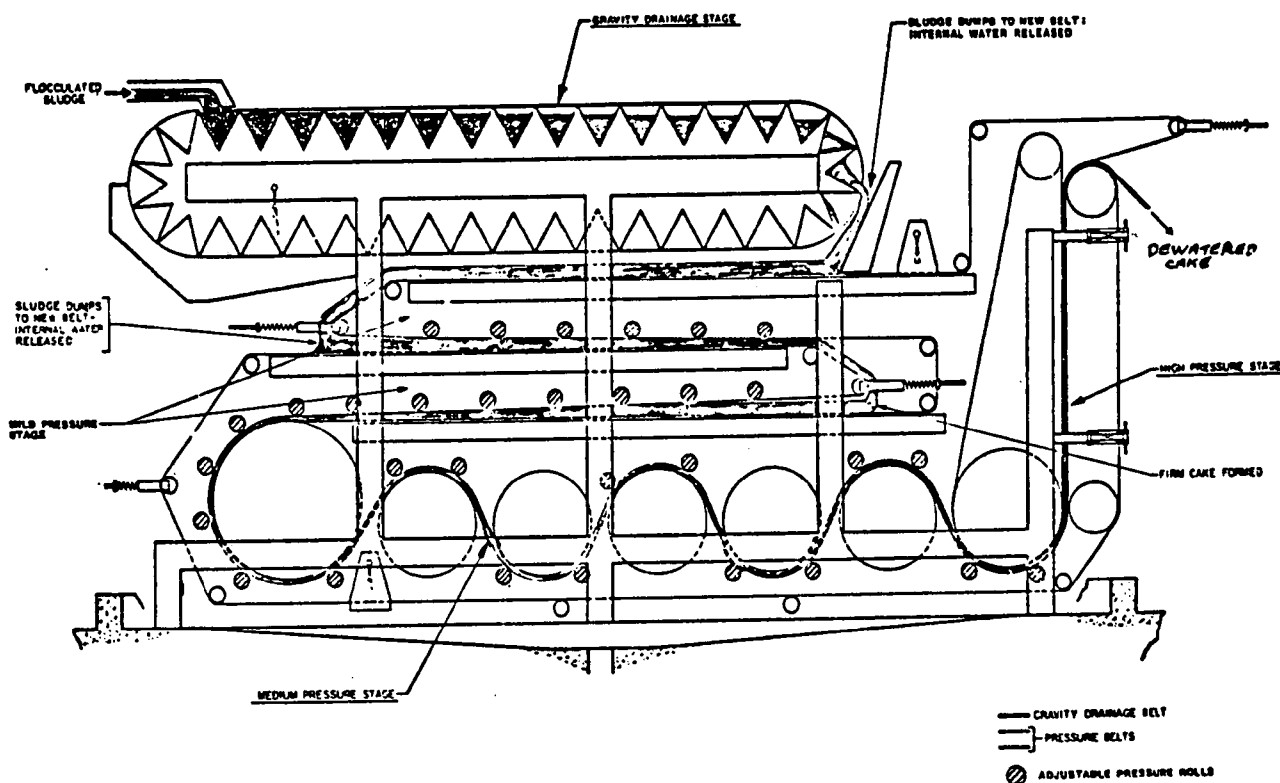 GRAVITY DRAINAGE STAGE
SLUDGE DUMPS TO NEW BELT:
INTERNAL WATER RELEASED
FLOCCULATED
SLUDGE
DEWATERED
CAKE
SLUDGE DUMPS
TO NEW BELT-
INTERNAL WATER
RELEASED
HIGH PRESSURE STAGE
MILD PRESSURE
STAGE
FIRM CAKE FORMED
MEDIUM PRESSURE STAGE
GRAVITY DRAINAGE BELT
PRESSURE BELTS
ADJUSTABLE PRESSURE ROLLS